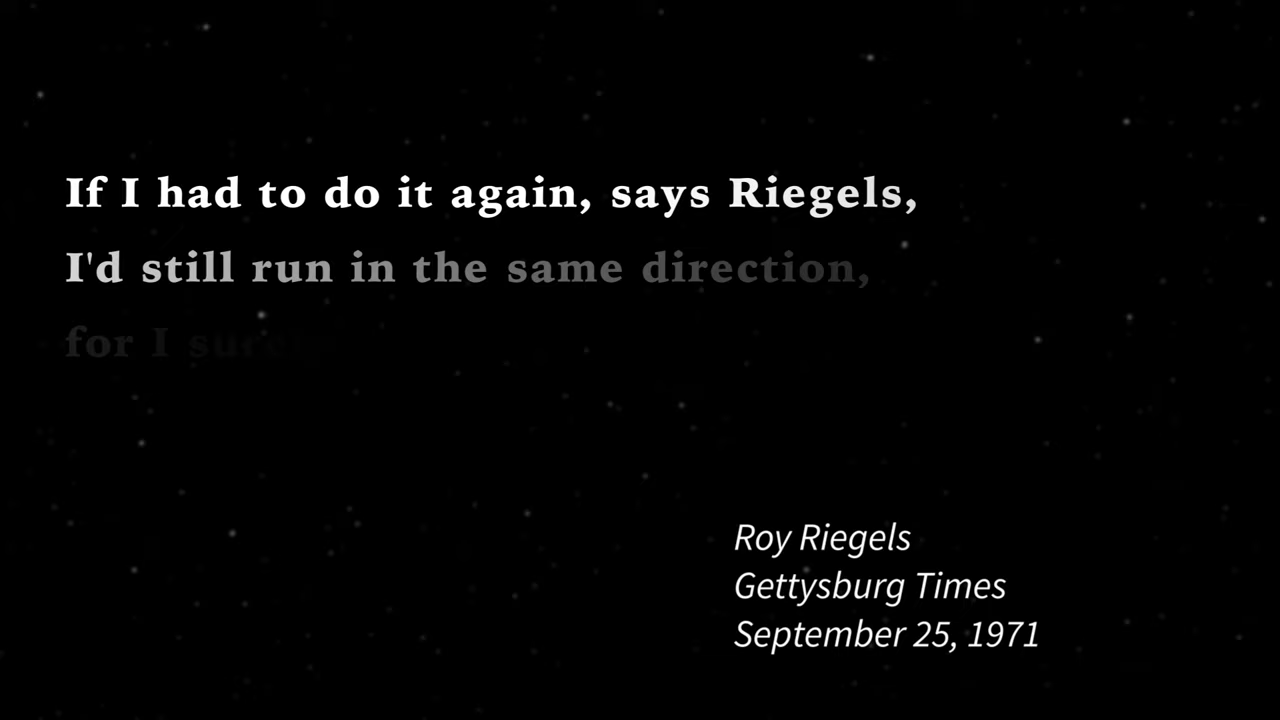 If I had to do it again, says Riegels,
I'd still run in the same direction,
for I
Roy Riegels
Gettysburg Times
September 25, 1971